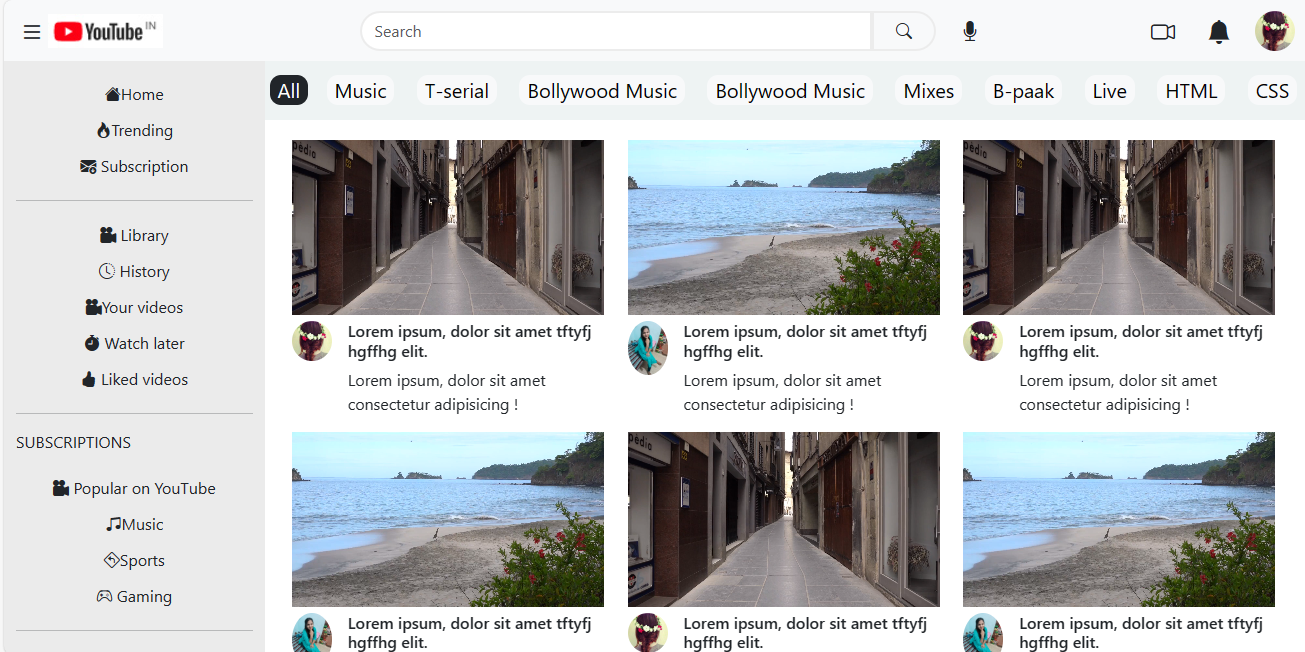 YouTube IN
Search
Home
Trending
Subscription
Library
History
Your videos
Watch later
Liked videos
SUBSCRIPTIONS
Popular on YouTube
Music
Sports
Gaming
All Music T-serial Bollywood Music Bollywood Music Mixes B-paak Live HTML CSS
Lorem ipsum, dolor sit amet tftyfj
hgffhg elit.
Lorem ipsum, dolor sit amet
consectetur adipisicing !
Lorem ipsum, dolor sit amet tftyfj
hgffhg elit.
Lorem ipsum, dolor sit amet
consectetur adipisicing !
Lorem ipsum, dolor sit amet tftyfj
hgffhg elit.
Lorem ipsum, dolor sit amet
consectetur adipisicing !
Lorem ipsum, dolor sit amet tftyfj
hgffhg elit.
Lorem ipsum, dolor sit amet tftyfj
hgffhg elit.
Lorem ipsum, dolor sit amet tftyfj
hgffhg elit.